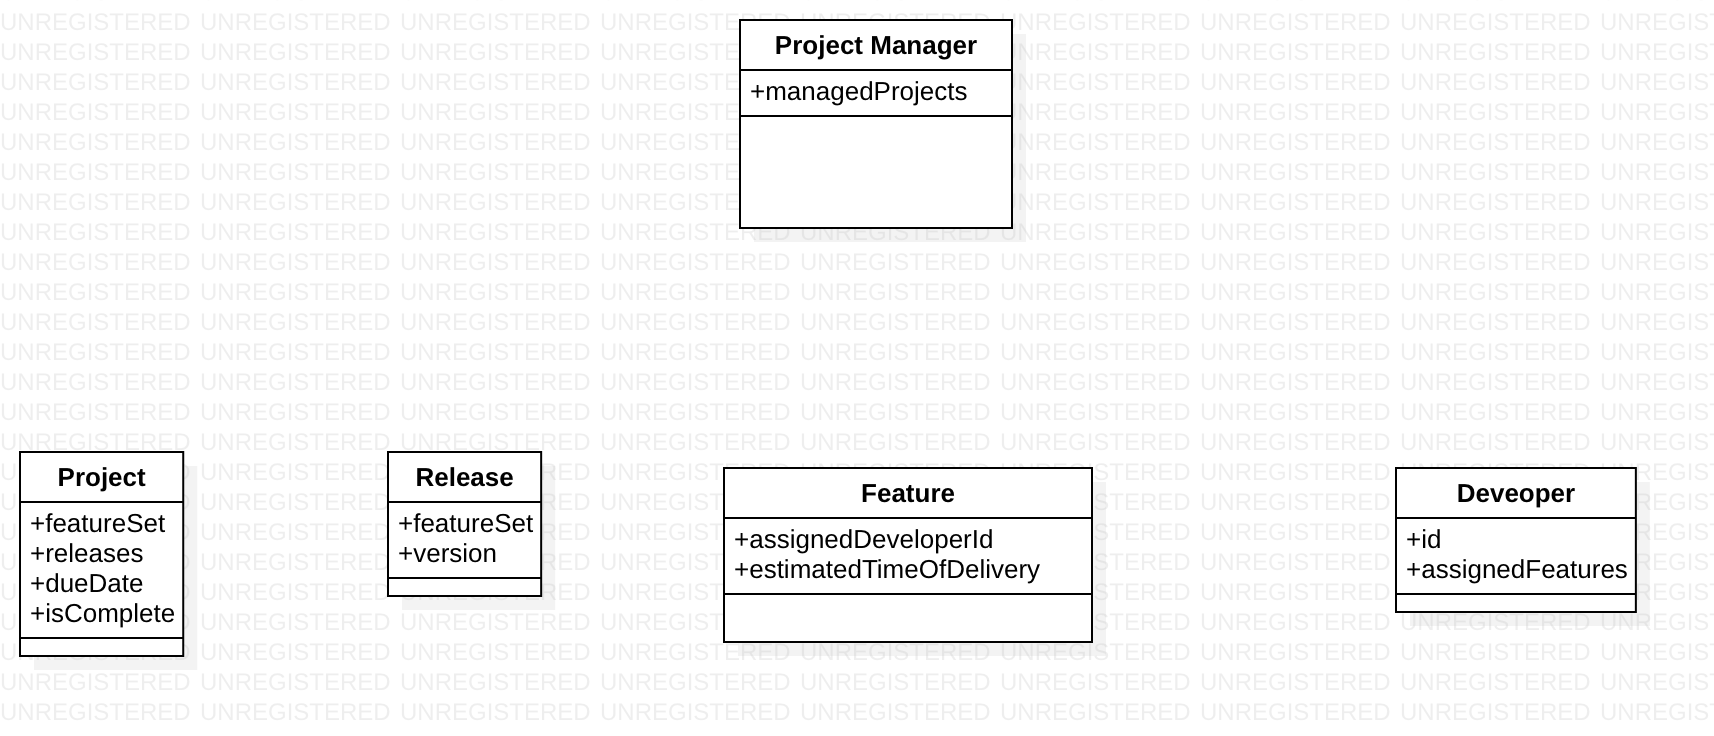 Project Manager
+managedProjects
Project
+featureSet
+releases
+dueDate
+isComplete
Release
+featureSet
+version
Feature
+assignedDeveloperId
+estimatedTimeOfDelivery
Deveoper
+id
+assignedFeatures
UNREGISTERED